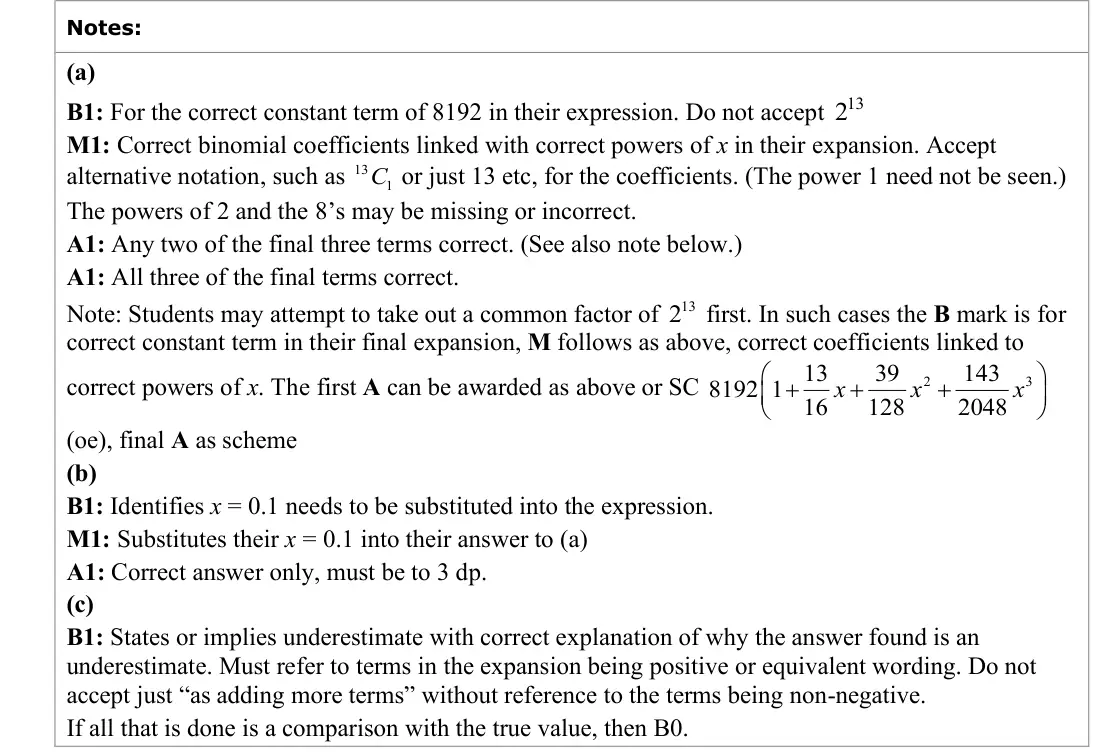 Notes:
(a)
B1: For the correct constant term of 8192 in their expression. Do not accept 2^13
M1: Correct binomial coefficients linked with correct powers of x in their expansion. Accept
alternative notation, such as ^13C_1 or just 13 etc, for the coefficients. (The power 1 need not be seen.)
The powers of 2 and the 8’s may be missing or incorrect.
A1: Any two of the final three terms correct. (See also note below.)
A1: All three of the final terms correct.
Note: Students may attempt to take out a common factor of 2^13 first. In such cases the B mark is for
correct constant term in their final expansion, M follows as above, correct coefficients linked to
correct powers of x. The first A can be awarded as above or SC 8192(1+13/16 x+39/128 x^2+143/2048 x^3)
(oe), final A as scheme
(b)
B1: Identifies x = 0.1 needs to be substituted into the expression.
M1: Substitutes their x = 0.1 into their answer to (a)
A1: Correct answer only, must be to 3 dp.
(c)
B1: States or implies underestimate with correct explanation of why the answer found is an
underestimate. Must refer to terms in the expansion being positive or equivalent wording. Do not
accept just “as adding more terms” without reference to the terms being non-negative.
If all that is done is a comparison with the true value, then B0.